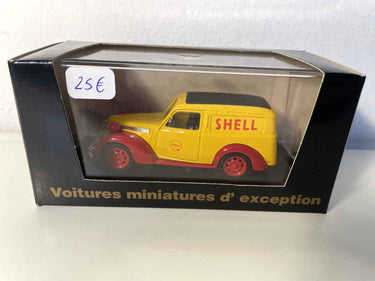 25€
SHELL
Voitures miniatures d' exception